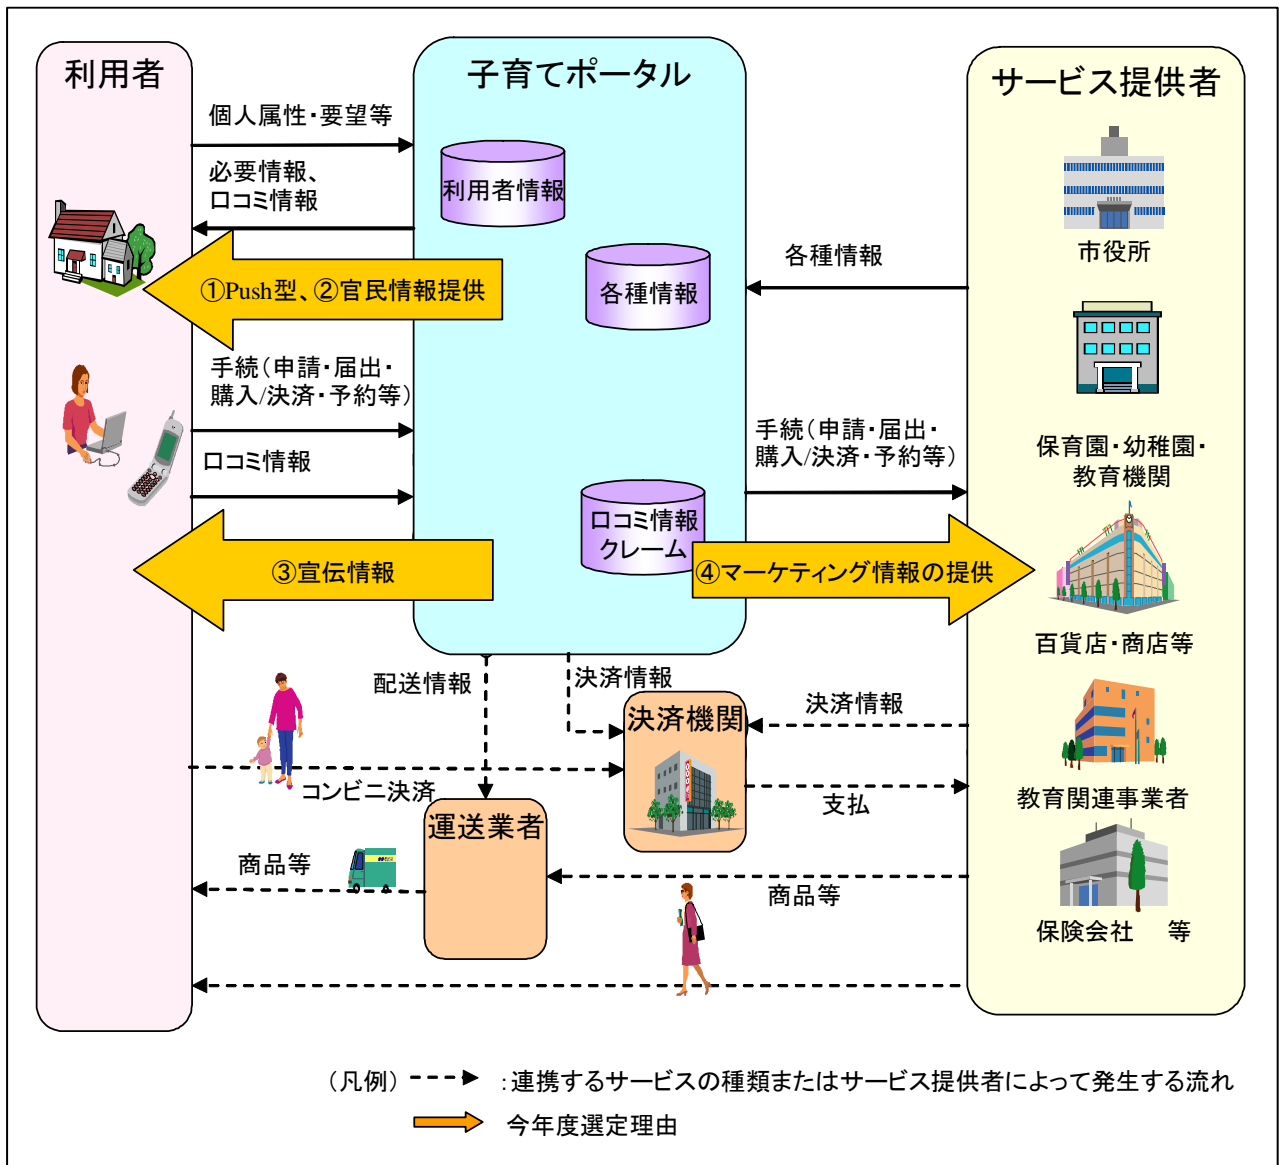 利用者
子育てポータル
サービス提供者
個人属性・要望等
必要情報、
口コミ情報
利用者情報
市役所
各種情報
各種情報
①Push型、②官民情報提供
手続(申請・届出・
購入/決済・予約等)
口コミ情報
手続(申請・届出・
購入/決済・予約等)
保育園・幼稚園・
教育機関
口コミ情報
クレーム
③宣伝情報
④マーケティング情報の提供
百貨店・商店等
配送情報
決済情報
決済機関
決済情報
コンビニ決済
支払
教育関連事業者
運送業者
商品等
商品等
保険会社 等
(凡例)
:連携するサービスの種類またはサービス提供者によって発生する流れ
今年度選定理由